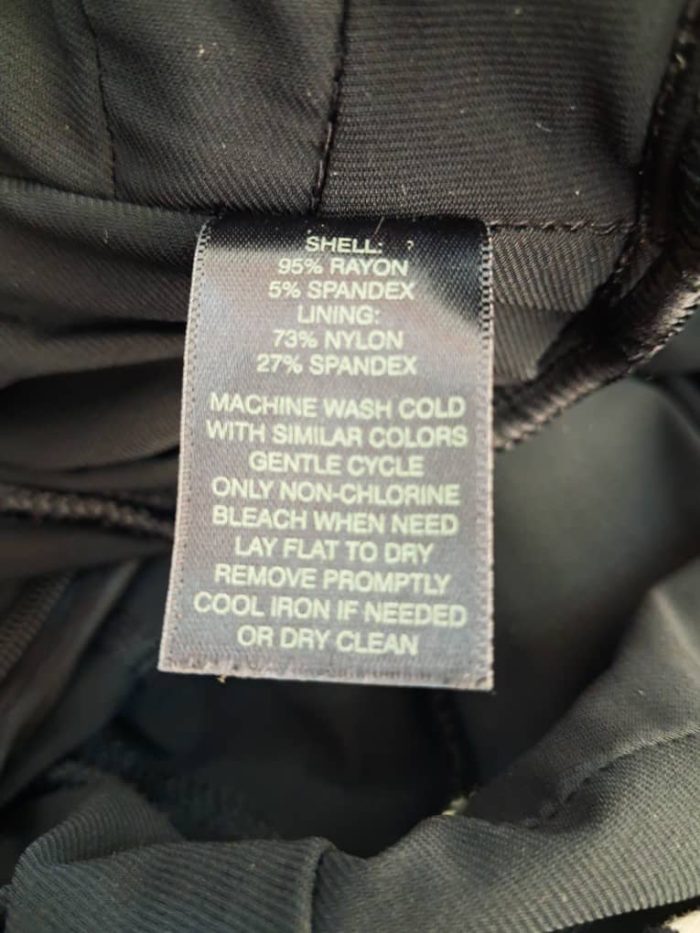 SHELL:
95% RAYON
5% SPANDEX
LINING:
73% NYLON
27% SPANDEX
MACHINE WASH COLD
WITH SIMILAR COLORS
GENTLE CYCLE
ONLY NON-CHLORINE
BLEACH WHEN NEED
LAY FLAT TO DRY
REMOVE PROMPTLY
COOL IRON IF NEEDED
OR DRY CLEAN